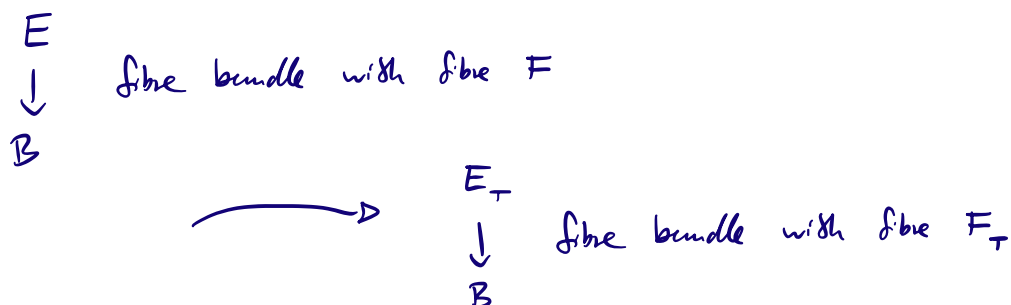 E
↓ fibre bundle with fibre F
B
⟶ E_T
↓ fibre bundle with fibre F_T
B